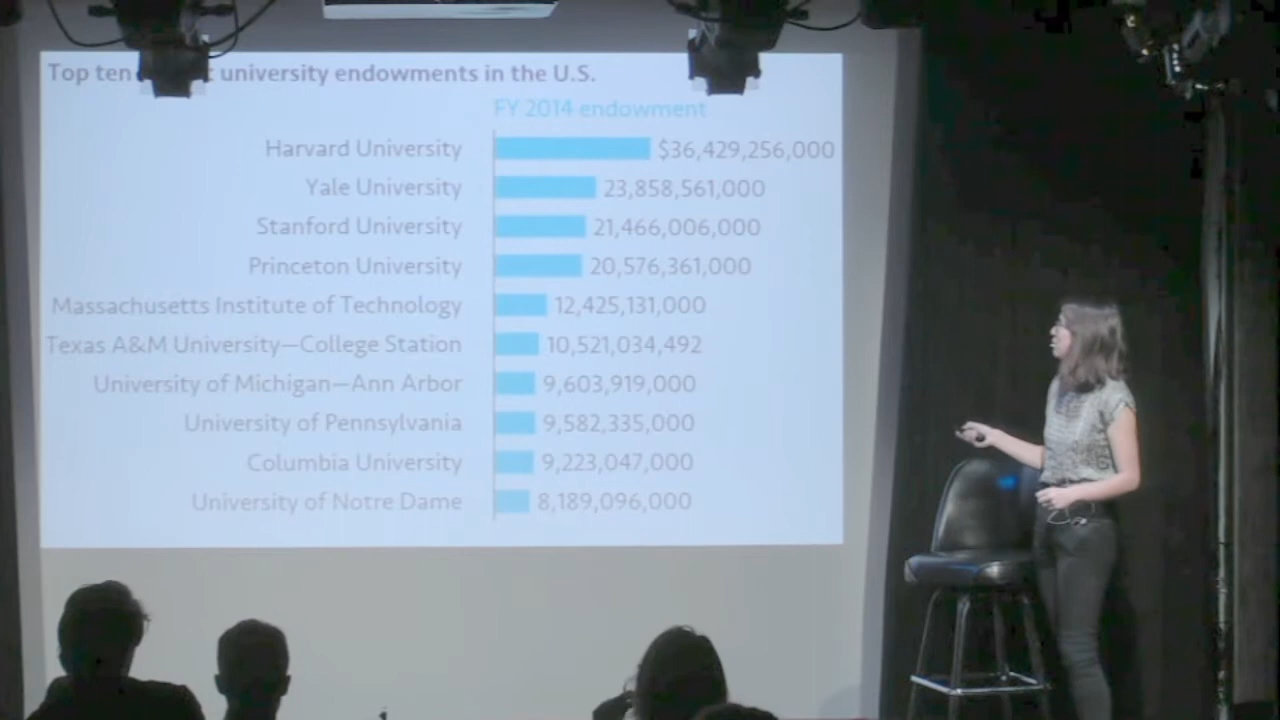 Top ten university endowments in the U.S.
FY 2014 endowment
Harvard University $36,429,256,000
Yale University 23,858,561,000
Stanford University 21,466,006,000
Princeton University 20,576,361,000
Massachusetts Institute of Technology 12,425,131,000
Texas A&M University—College Station 10,521,034,492
University of Michigan—Ann Arbor 9,603,919,000
University of Pennsylvania 9,582,335,000
Columbia University 9,223,047,000
University of Notre Dame 8,189,096,000